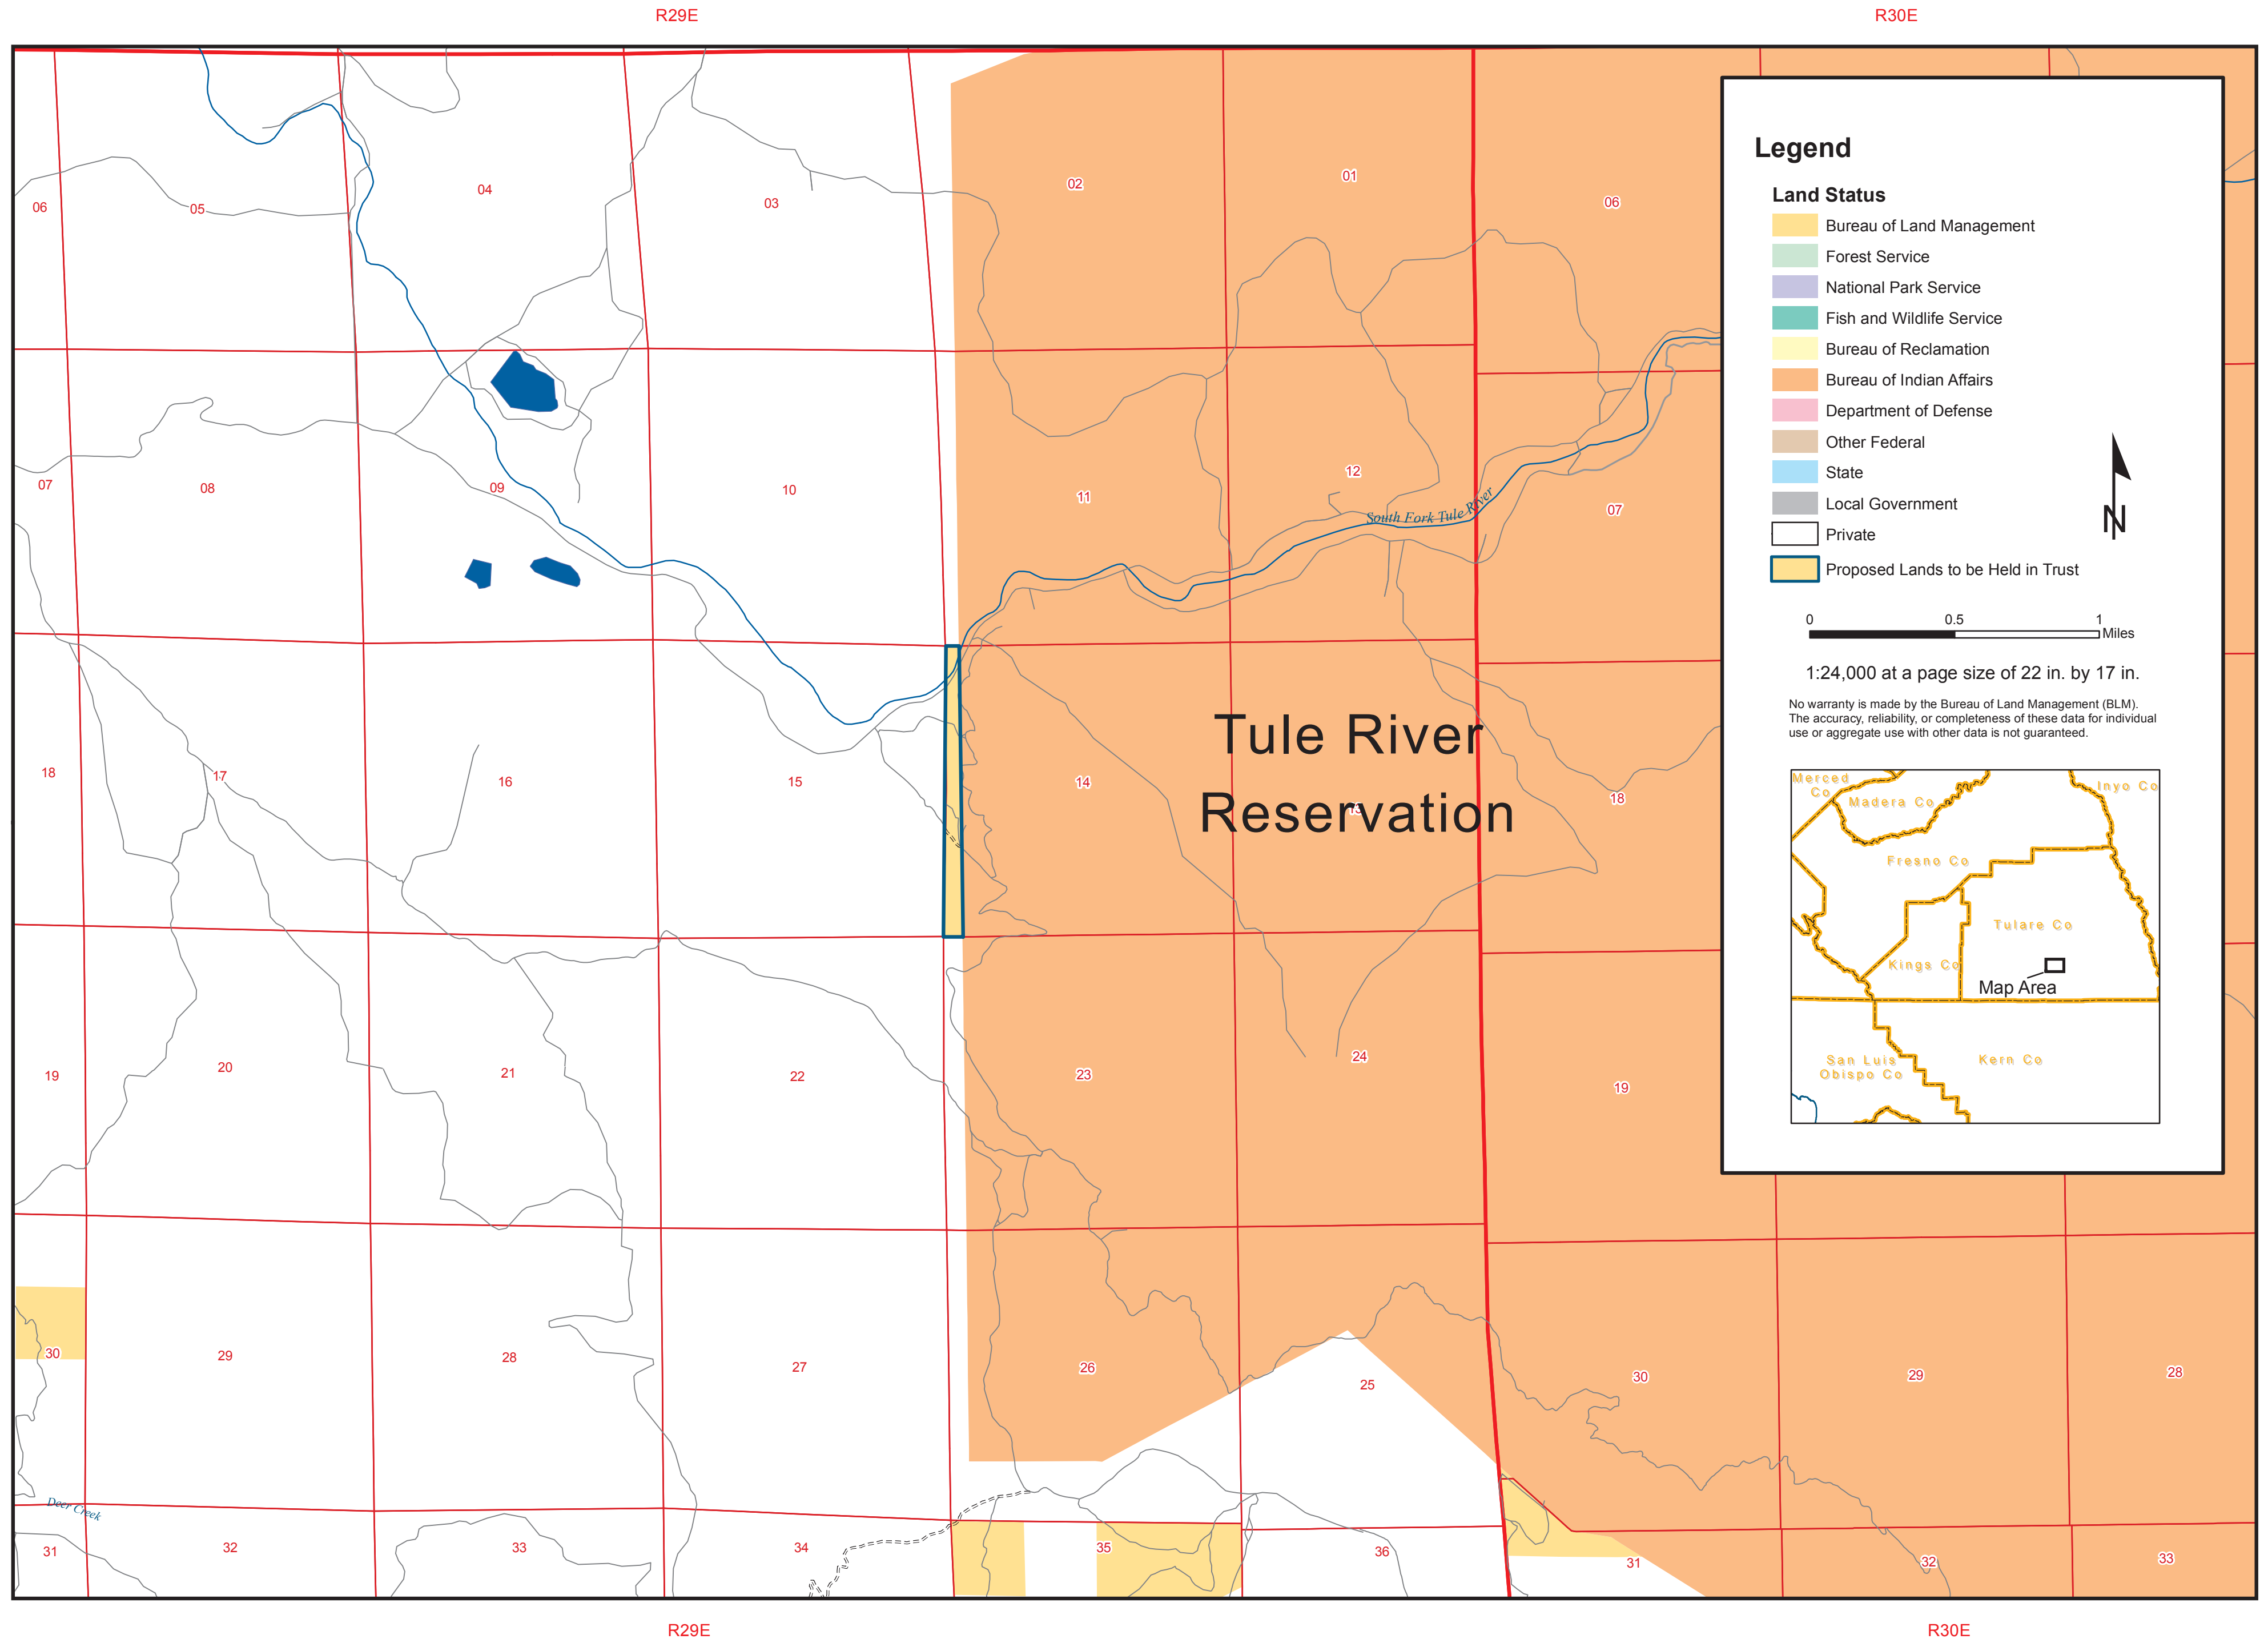 R29E
R30E
06
05
04
03
02
01
06
07
08
09
10
11
12
07
South Fork Tule River
18
17
16
15
14
13
18
Tule River
Reservation
19
20
21
22
23
24
19
30
29
28
27
26
25
30
29
28
Deer Creek
31
32
33
34
35
36
31
32
33
R29E
R30E
Legend
Land Status
Bureau of Land Management
Forest Service
National Park Service
Fish and Wildlife Service
Bureau of Reclamation
Bureau of Indian Affairs
Department of Defense
Other Federal
State
Local Government
Private
Proposed Lands to be Held in Trust
N
0 0.5 1
Miles
1:24,000 at a page size of 22 in. by 17 in.
No warranty is made by the Bureau of Land Management (BLM).
The accuracy, reliability, or completeness of these data for individual
use or aggregate use with other data is not guaranteed.
Merced
Co
Madera Co
Inyo Co
Fresno Co
Tulare Co
Kings Co
Map Area
San Luis
Obispo Co
Kern Co